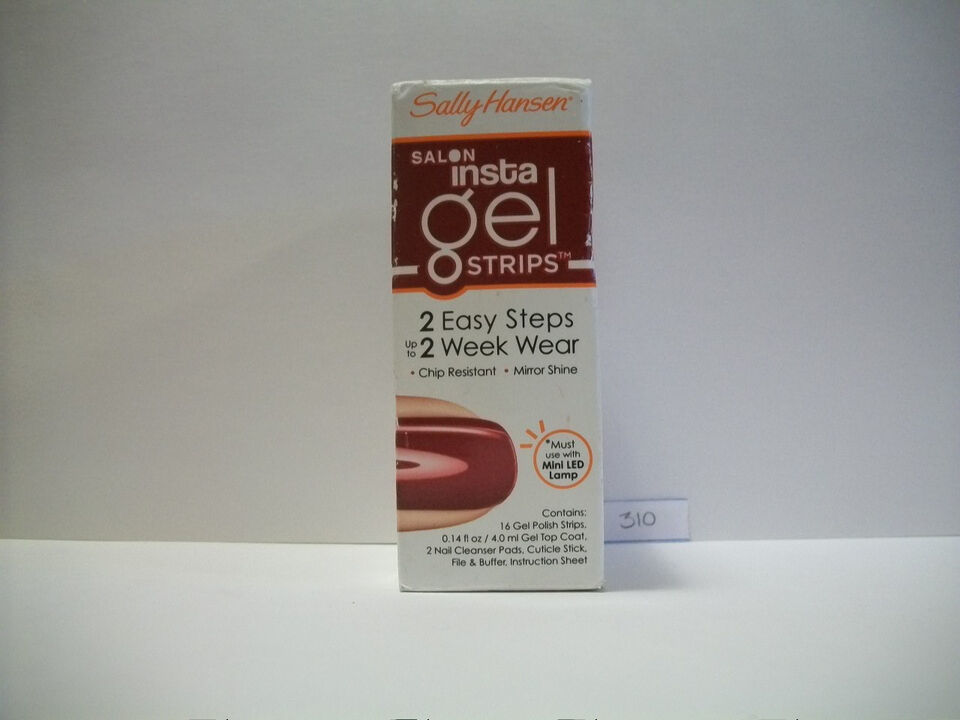 Sally Hansen®
SALON
insta
gel
STRIPS™
2 Easy Steps
Up to 2 Week Wear
• Chip Resistant • Mirror Shine
*Must
use with
Mini LED
Lamp
Contains:
16 Gel Polish Strips,
0.14 fl oz / 4.0 ml Gel Top Coat,
2 Nail Cleanser Pads, Cuticle Stick,
File & Buffer, Instruction Sheet
310